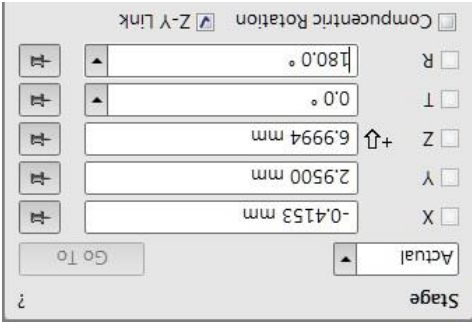 Stage ?
Actual Go To
X -0.4153 mm
Y 2.9500 mm
Z + 6.9994 mm
T 0.0 °
R 180.0 °
Compucentric Rotation Z-Y Link